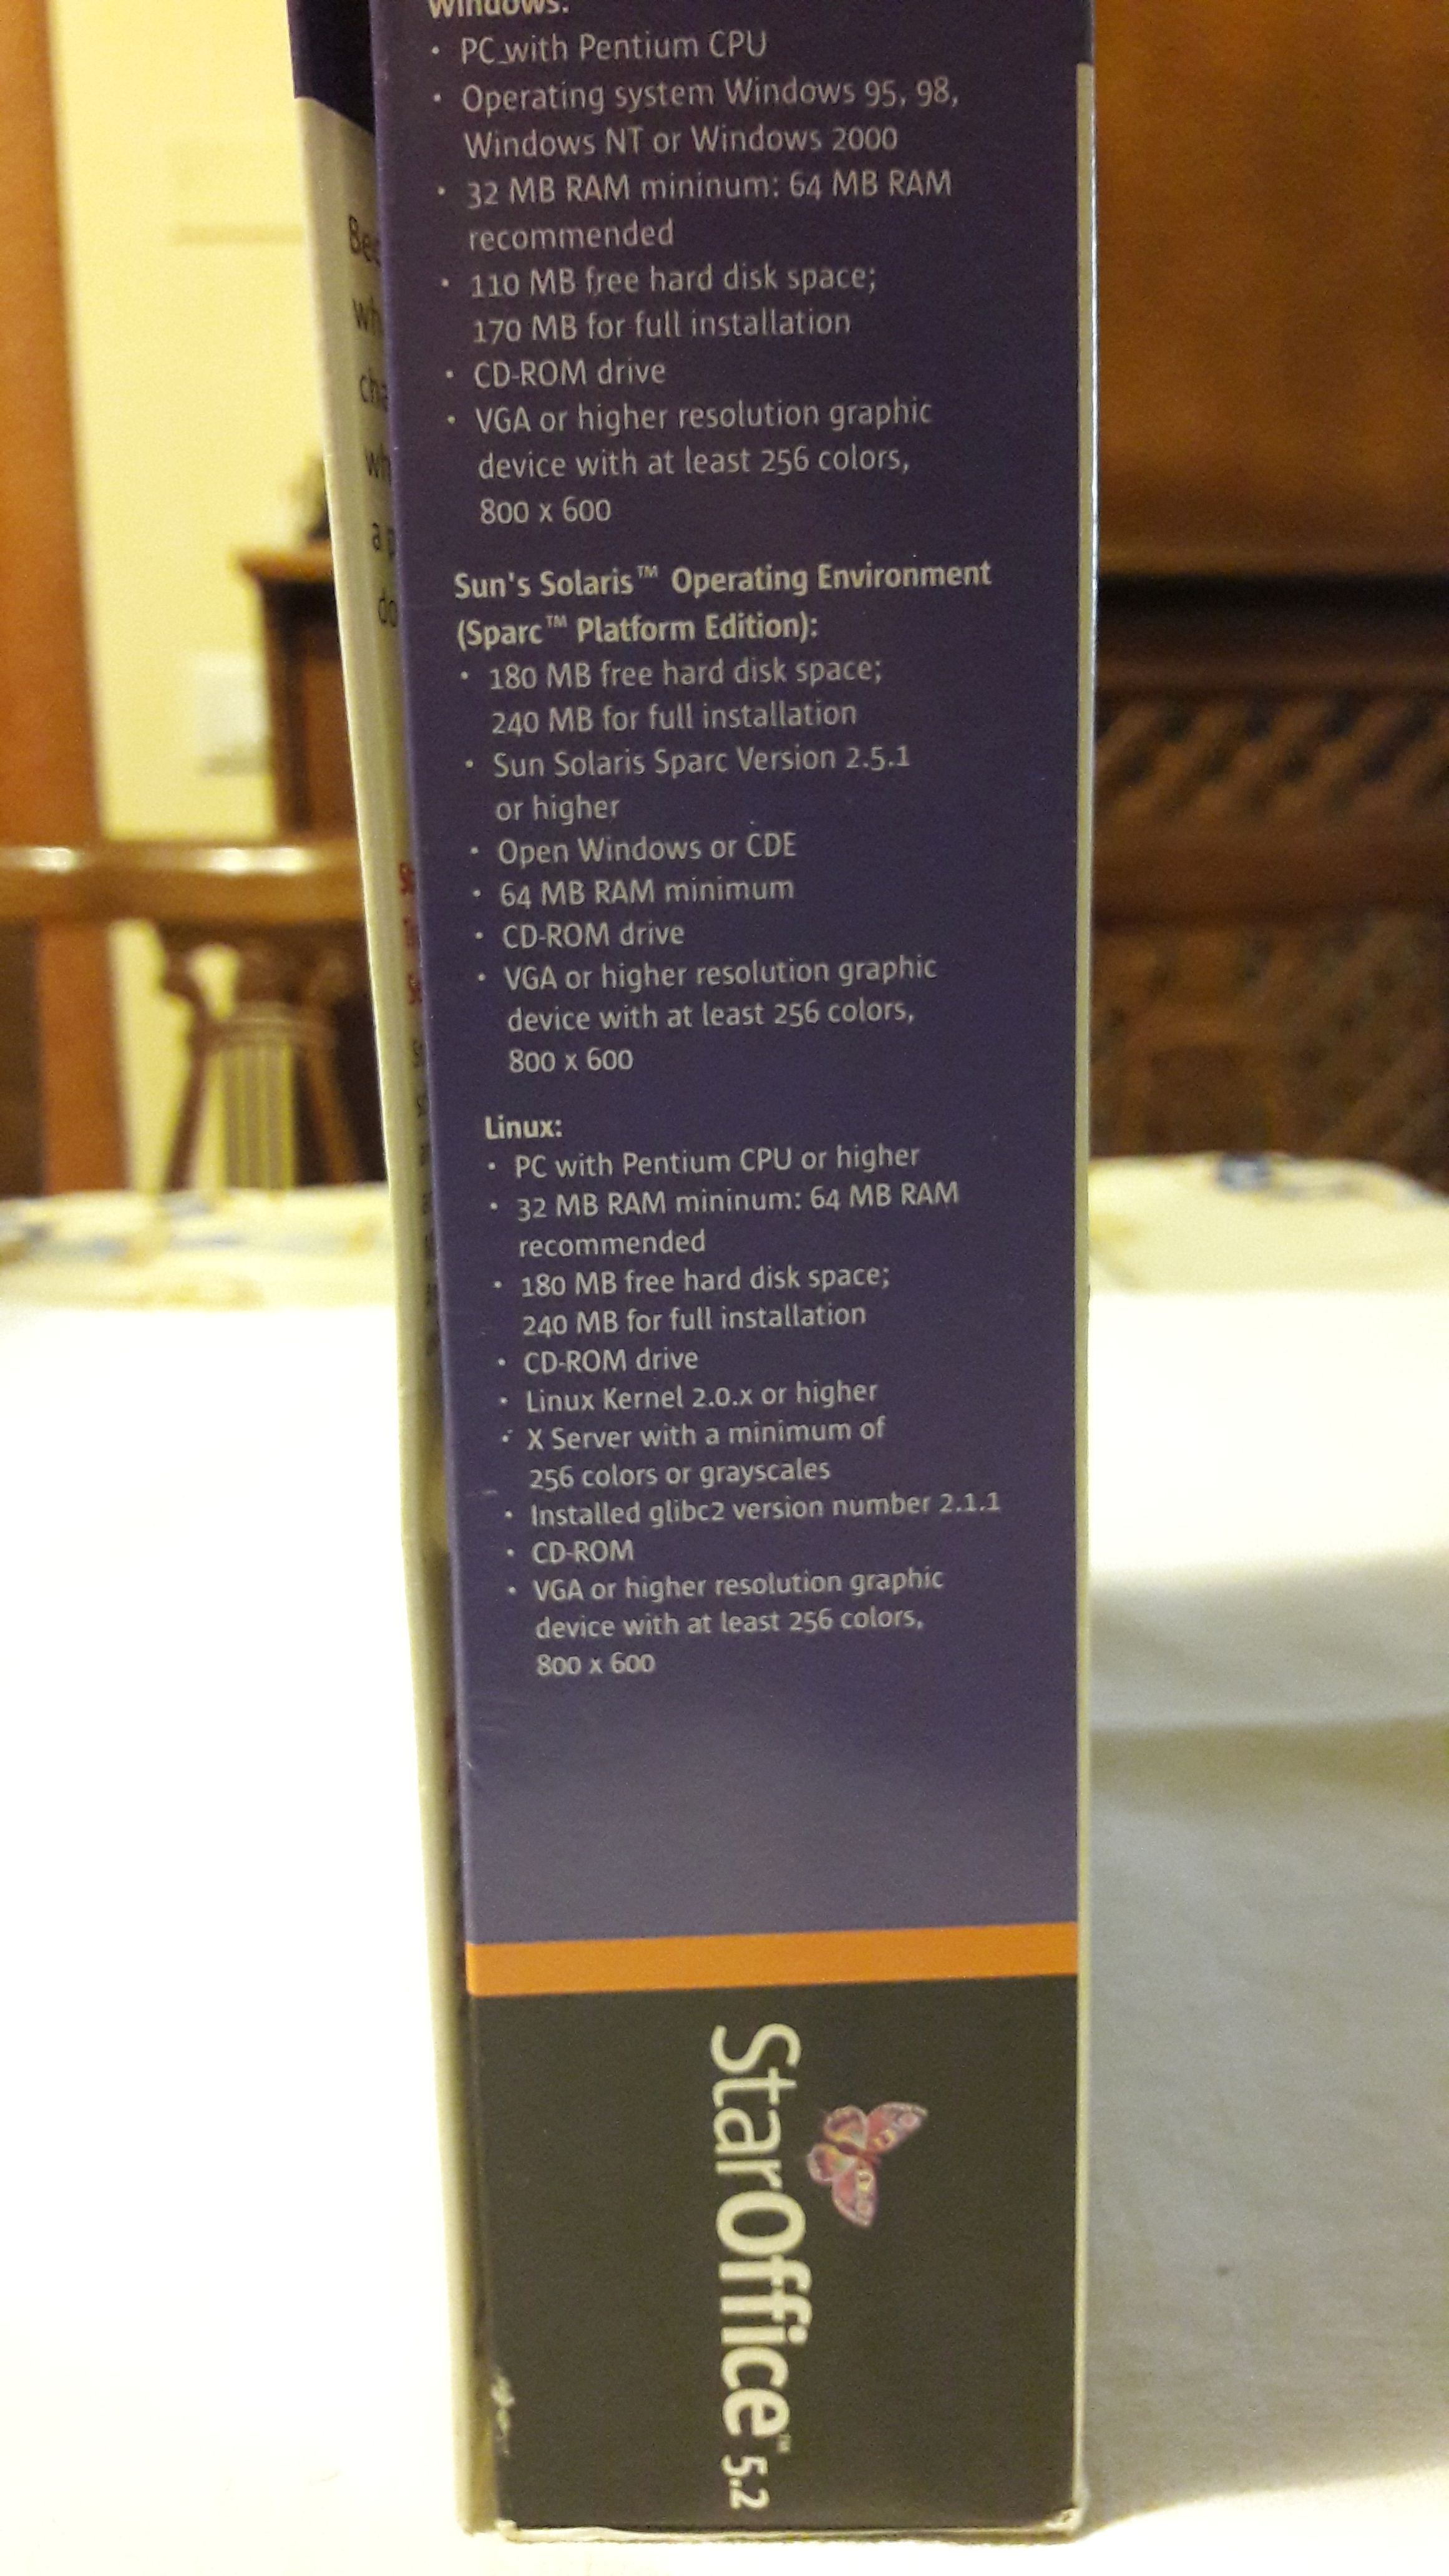 Windows:
• PC with Pentium CPU
• Operating system Windows 95, 98,
Windows NT or Windows 2000
• 32 MB RAM mininum: 64 MB RAM
recommended
• 110 MB free hard disk space;
170 MB for full installation
• CD-ROM drive
• VGA or higher resolution graphic
device with at least 256 colors,
800 x 600
Sun's Solaris™ Operating Environment
(Sparc™ Platform Edition):
• 180 MB free hard disk space;
240 MB for full installation
• Sun Solaris Sparc Version 2.5.1
or higher
• Open Windows or CDE
• 64 MB RAM minimum
• CD-ROM drive
• VGA or higher resolution graphic
device with at least 256 colors,
800 x 600
Linux:
• PC with Pentium CPU or higher
• 32 MB RAM mininum: 64 MB RAM
recommended
• 180 MB free hard disk space;
240 MB for full installation
• CD-ROM drive
• Linux Kernel 2.0.x or higher
• X Server with a minimum of
256 colors or grayscales
• Installed glibc2 version number 2.1.1
• CD-ROM
• VGA or higher resolution graphic
device with at least 256 colors,
800 x 600
StarOffice™ 5.2